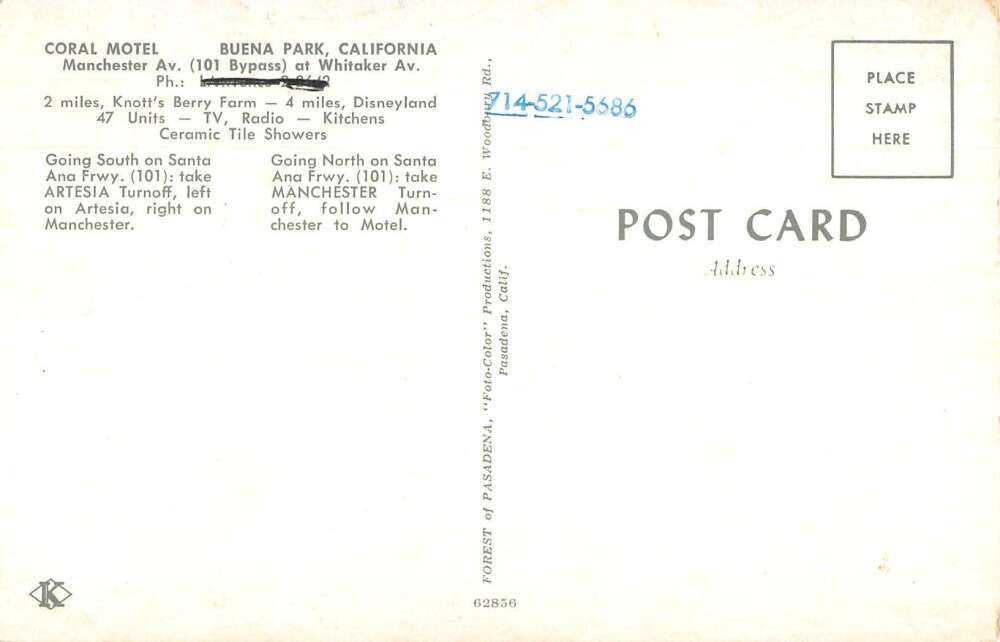 CORAL MOTEL BUENA PARK, CALIFORNIA
Manchester Av. (101 Bypass) at Whitaker Av.
Ph.:
2 miles, Knott's Berry Farm — 4 miles, Disneyland
47 Units — TV, Radio — Kitchens
Ceramic Tile Showers
Going South on Santa
Ana Frwy. (101): take
ARTESIA Turnoff, left
on Artesia, right on
Manchester.
Going North on Santa
Ana Frwy. (101): take
MANCHESTER Turn-
off, follow Man-
chester to Motel.
FOREST of PASADENA, "Foto-Color" Productions, 1188 E. Woodbury Rd.,
Pasadena, Calif.
714-521-5686
PLACE
STAMP
HERE
POST CARD
Address
K
62856